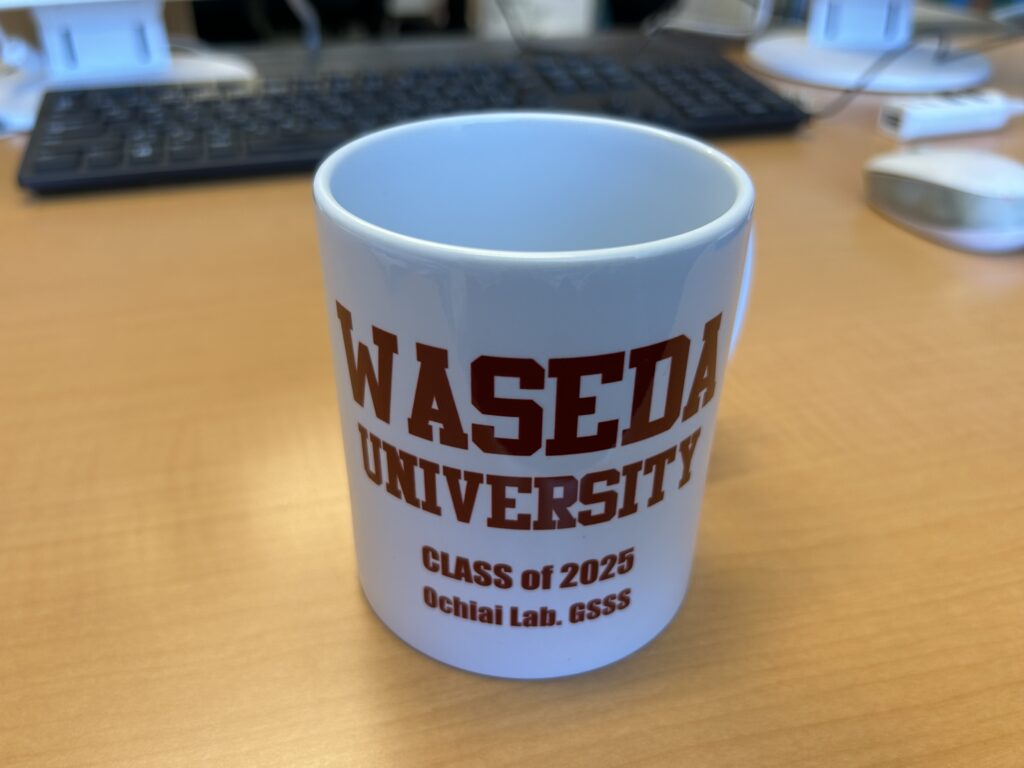 WASEDA
UNIVERSITY
CLASS of 2025
Ochiai Lab. GSSS